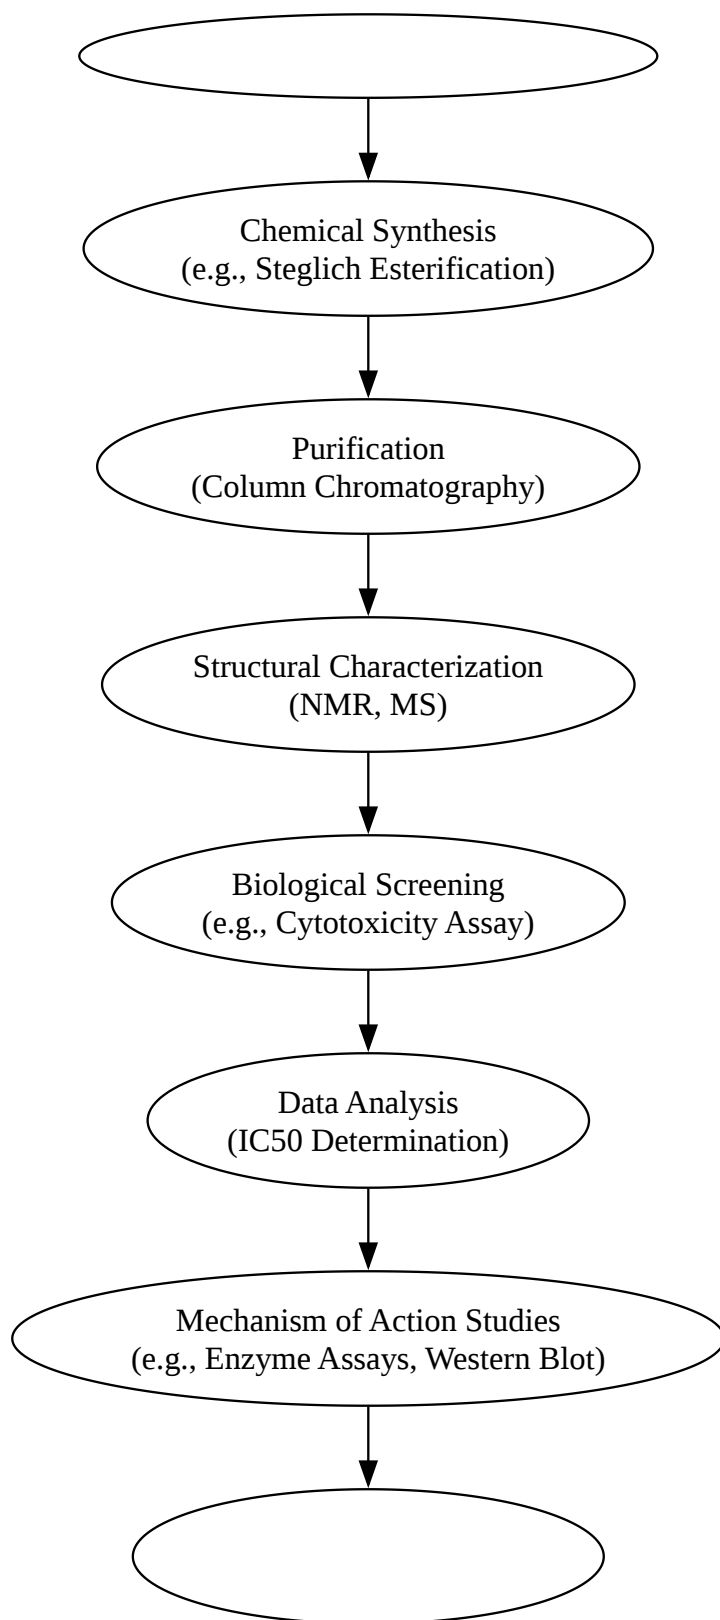 Chemical Synthesis
(e.g., Steglich Esterification)
Purification
(Column Chromatography)
Structural Characterization
(NMR, MS)
Biological Screening
(e.g., Cytotoxicity Assay)
Data Analysis
(IC50 Determination)
Mechanism of Action Studies
(e.g., Enzyme Assays, Western Blot)